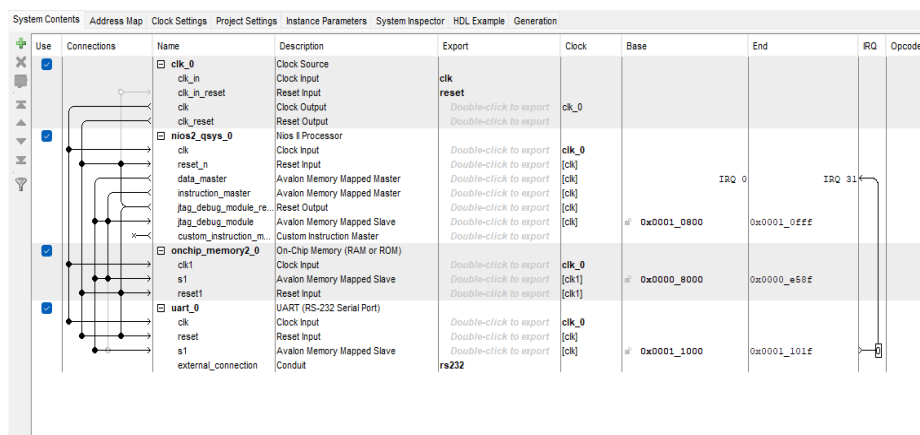 System Contents Address Map Clock Settings Project Settings Instance Parameters System Inspector HDL Example Generation
Use Connections Name Description Export Clock Base End IRQ Opcode
clk_0 Clock Source
clk_in Clock Input clk
clk_in_reset Reset Input reset
clk Clock Output Double-click to export clk_0
clk_reset Reset Output Double-click to export
nios2_qsys_0 Nios II Processor
clk Clock Input Double-click to export clk_0
reset_n Reset Input Double-click to export [clk]
data_master Avalon Memory Mapped Master Double-click to export [clk] IRQ 0 IRQ 31
instruction_master Avalon Memory Mapped Master Double-click to export [clk]
jtag_debug_module_re... Reset Output Double-click to export [clk]
jtag_debug_module Avalon Memory Mapped Slave Double-click to export [clk] 0x0001_0800 0x0001_0fff
custom_instruction_m... Custom Instruction Master Double-click to export
onchip_memory2_0 On-Chip Memory (RAM or ROM)
clk1 Clock Input Double-click to export clk_0
s1 Avalon Memory Mapped Slave Double-click to export [clk1] 0x0000_8000 0x0000_e58f
reset1 Reset Input Double-click to export [clk1]
uart_0 UART (RS-232 Serial Port)
clk Clock Input Double-click to export clk_0
reset Reset Input Double-click to export [clk]
s1 Avalon Memory Mapped Slave Double-click to export [clk] 0x0001_1000 0x0001_101f 0
external_connection Conduit rs232